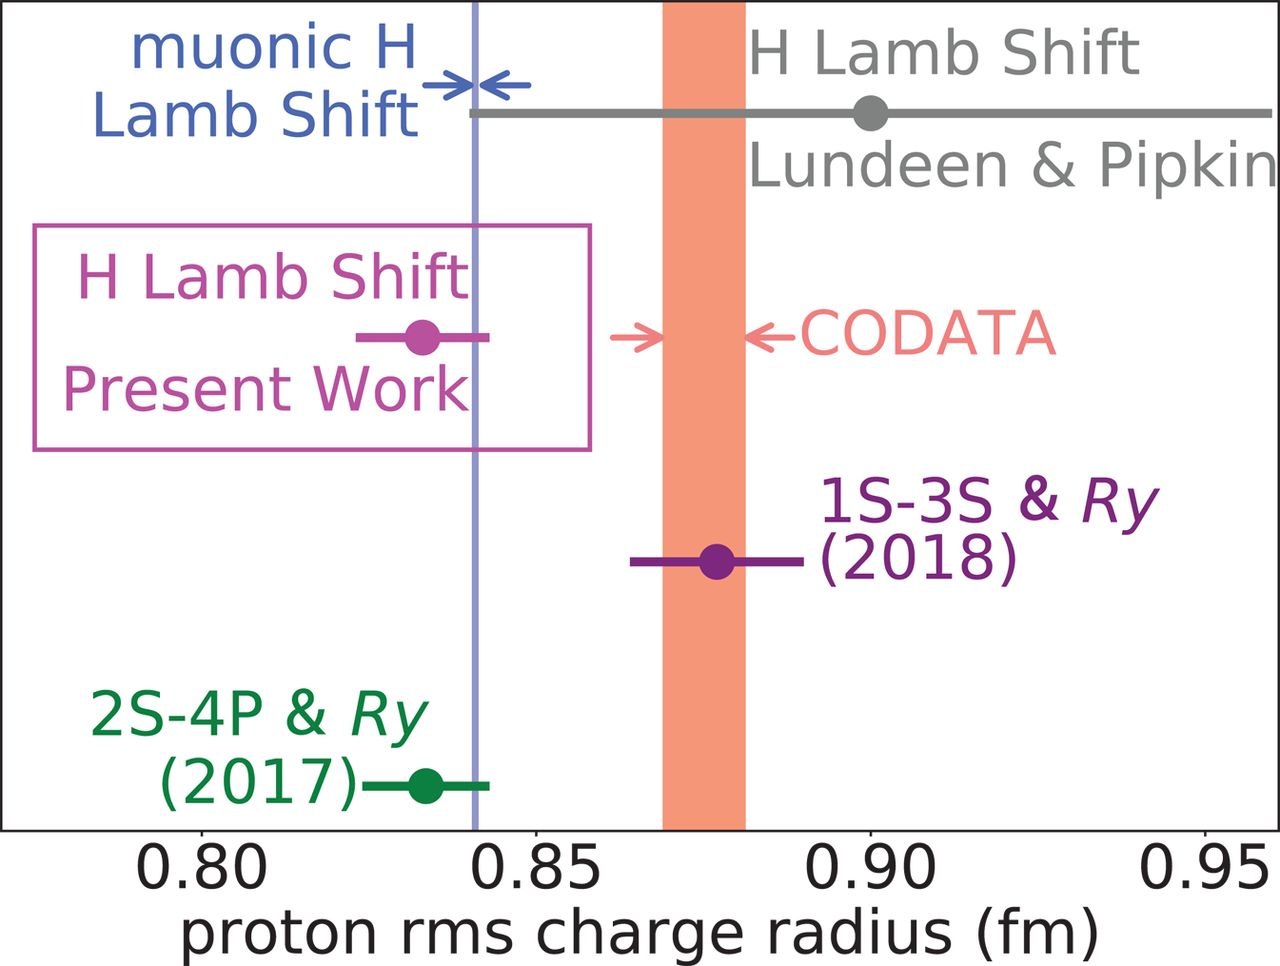 muonic H
Lamb Shift
H Lamb Shift
Lundeen & Pipkin
H Lamb Shift
Present Work
CODATA
1S-3S & Ry
(2018)
2S-4P & Ry
(2017)
0.80
0.85
0.90
0.95
proton rms charge radius (fm)